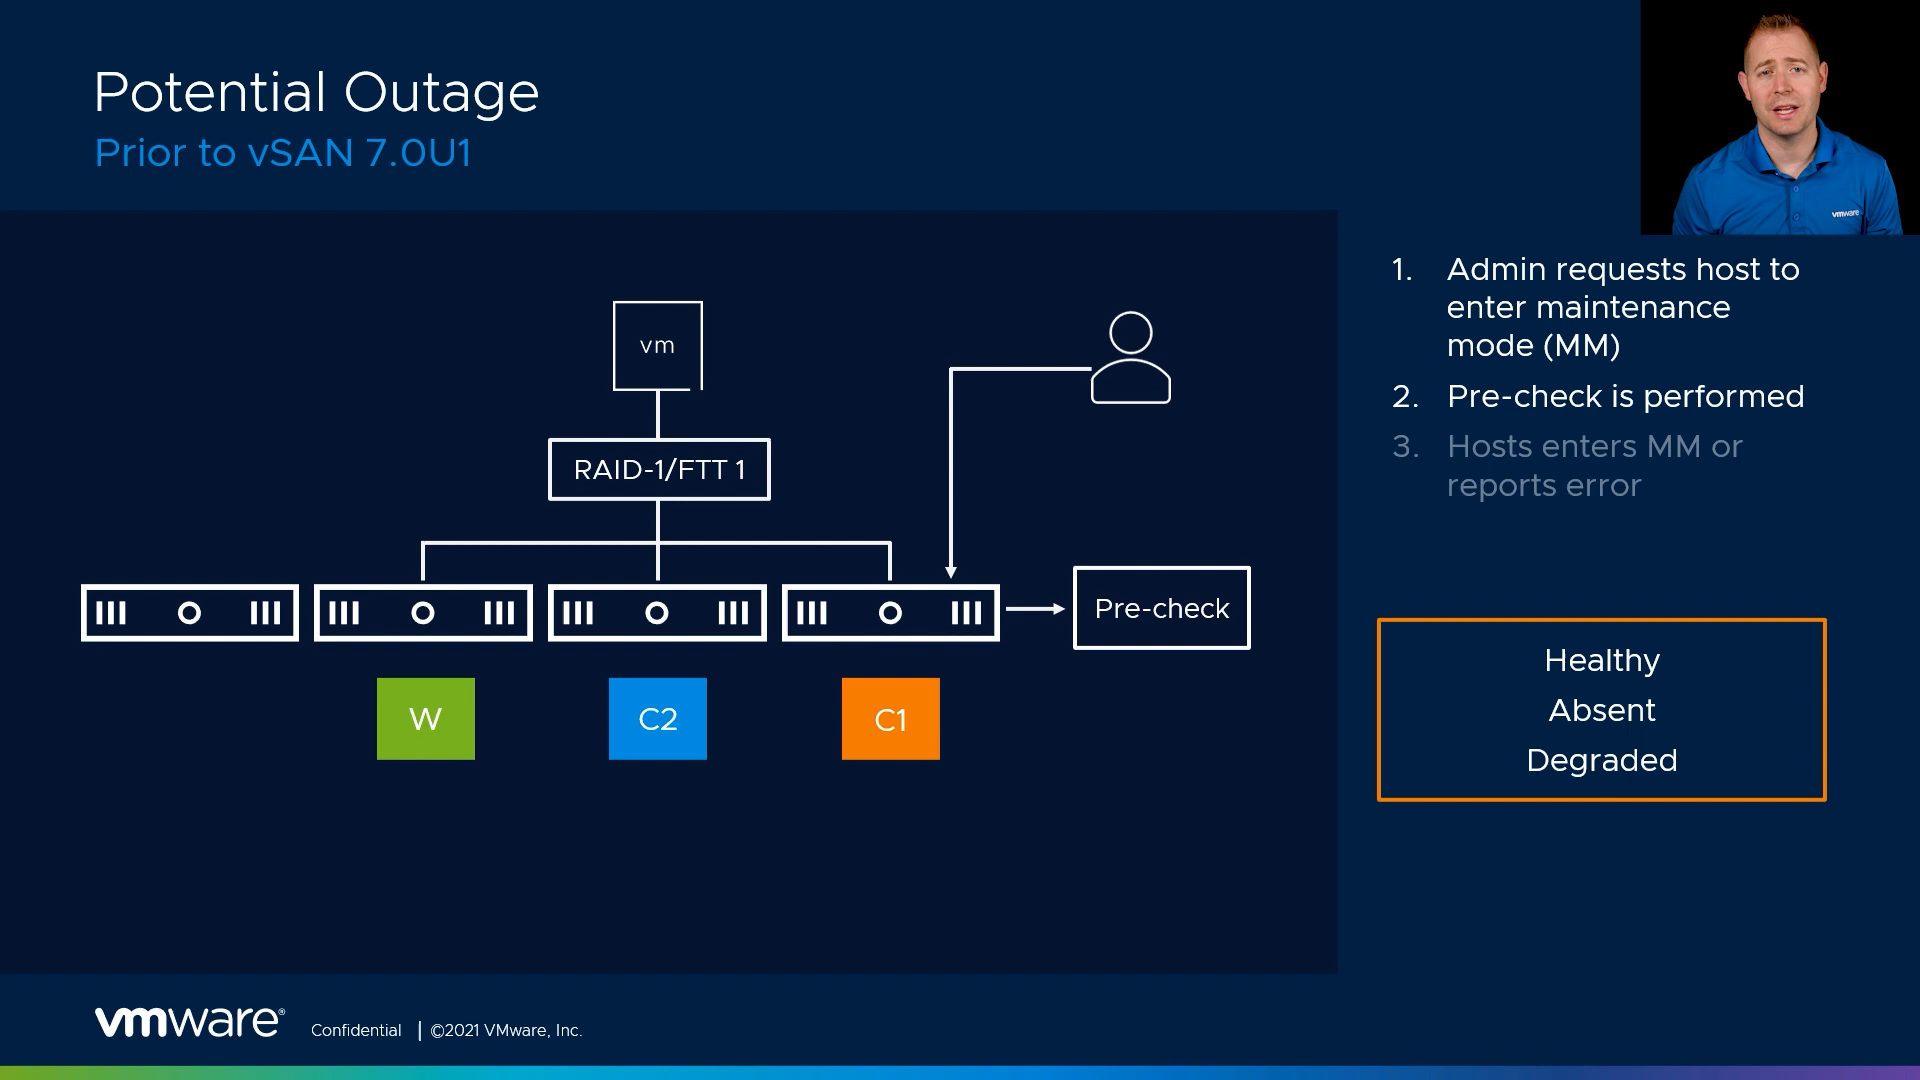 Potential Outage
Prior to vSAN 7.0U1
vmware
1. Admin requests host to
enter maintenance
mode (MM)
2. Pre-check is performed
3. Hosts enters MM or
reports error
vm
RAID-1/FTT 1
Pre-check
W
C2
C1
Healthy
Absent
Degraded
vmware®
Confidential | ©2021 VMware, Inc.